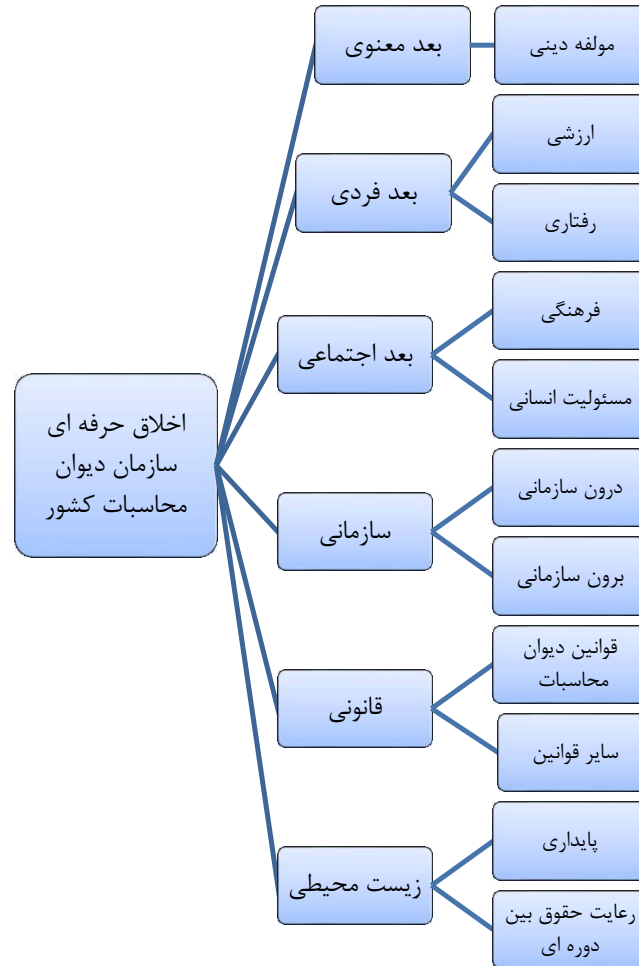 اخلاق حرفه ای
سازمان دیوان
محاسبات کشور
بعد معنوی
مولفه دینی
بعد فردی
ارزشی
رفتاری
بعد اجتماعی
فرهنگی
مسئولیت انسانی
سازمانی
درون سازمانی
برون سازمانی
قانونی
قوانین دیوان
محاسبات
سایر قوانین
زیست محیطی
پایداری
رعایت حقوق بین
دوره ای